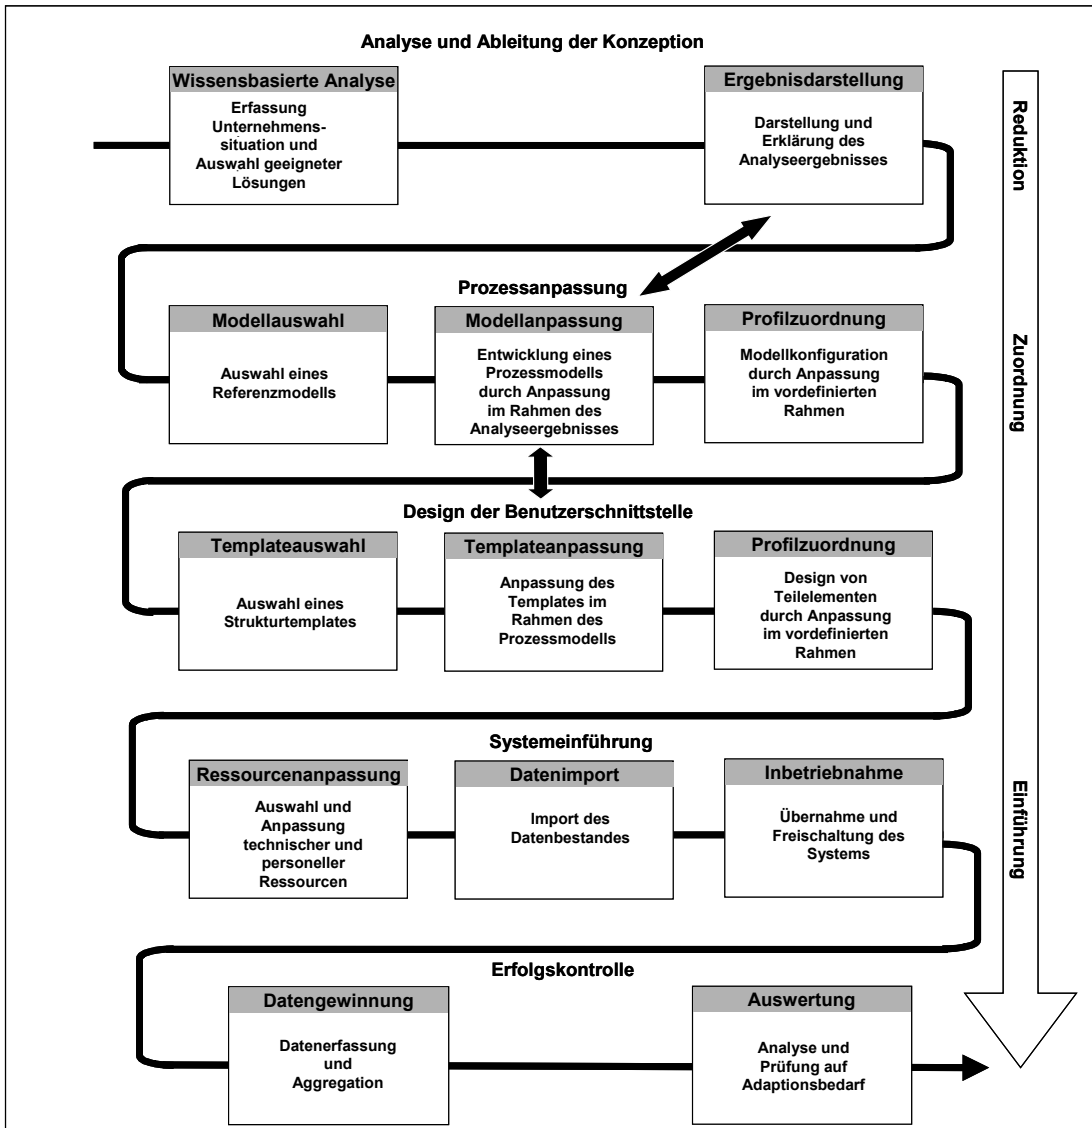 Analyse und Ableitung der Konzeption
Wissensbasierte Analyse
Erfassung
Unternehmens-
situation und
Auswahl geeigneter
Lösungen
Ergebnisdarstellung
Darstellung und
Erklärung des
Analyseergebnisses
Reduktion
Prozessanpassung
Modellauswahl
Auswahl eines
Referenzmodells
Modellanpassung
Entwicklung eines
Prozessmodells
durch Anpassung
im Rahmen des
Analyseergebnisses
Profilzuordnung
Modellkonfiguration
durch Anpassung
im vordefinierten
Rahmen
Zuordnung
Design der Benutzerschnittstelle
Templateauswahl
Auswahl eines
Strukturtemplates
Templateanpassung
Anpassung des
Templates im
Rahmen des
Prozessmodells
Profilzuordnung
Design von
Teilelementen
durch Anpassung
im vordefinierten
Rahmen
Systemeinführung
Ressourcenanpassung
Auswahl und
Anpassung
technischer und
personeller
Ressourcen
Datenimport
Import des
Datenbestandes
Inbetriebnahme
Übernahme und
Freischaltung des
Systems
Einführung
Erfolgskontrolle
Datengewinnung
Datenerfassung
und
Aggregation
Auswertung
Analyse und
Prüfung auf
Adaptionsbedarf